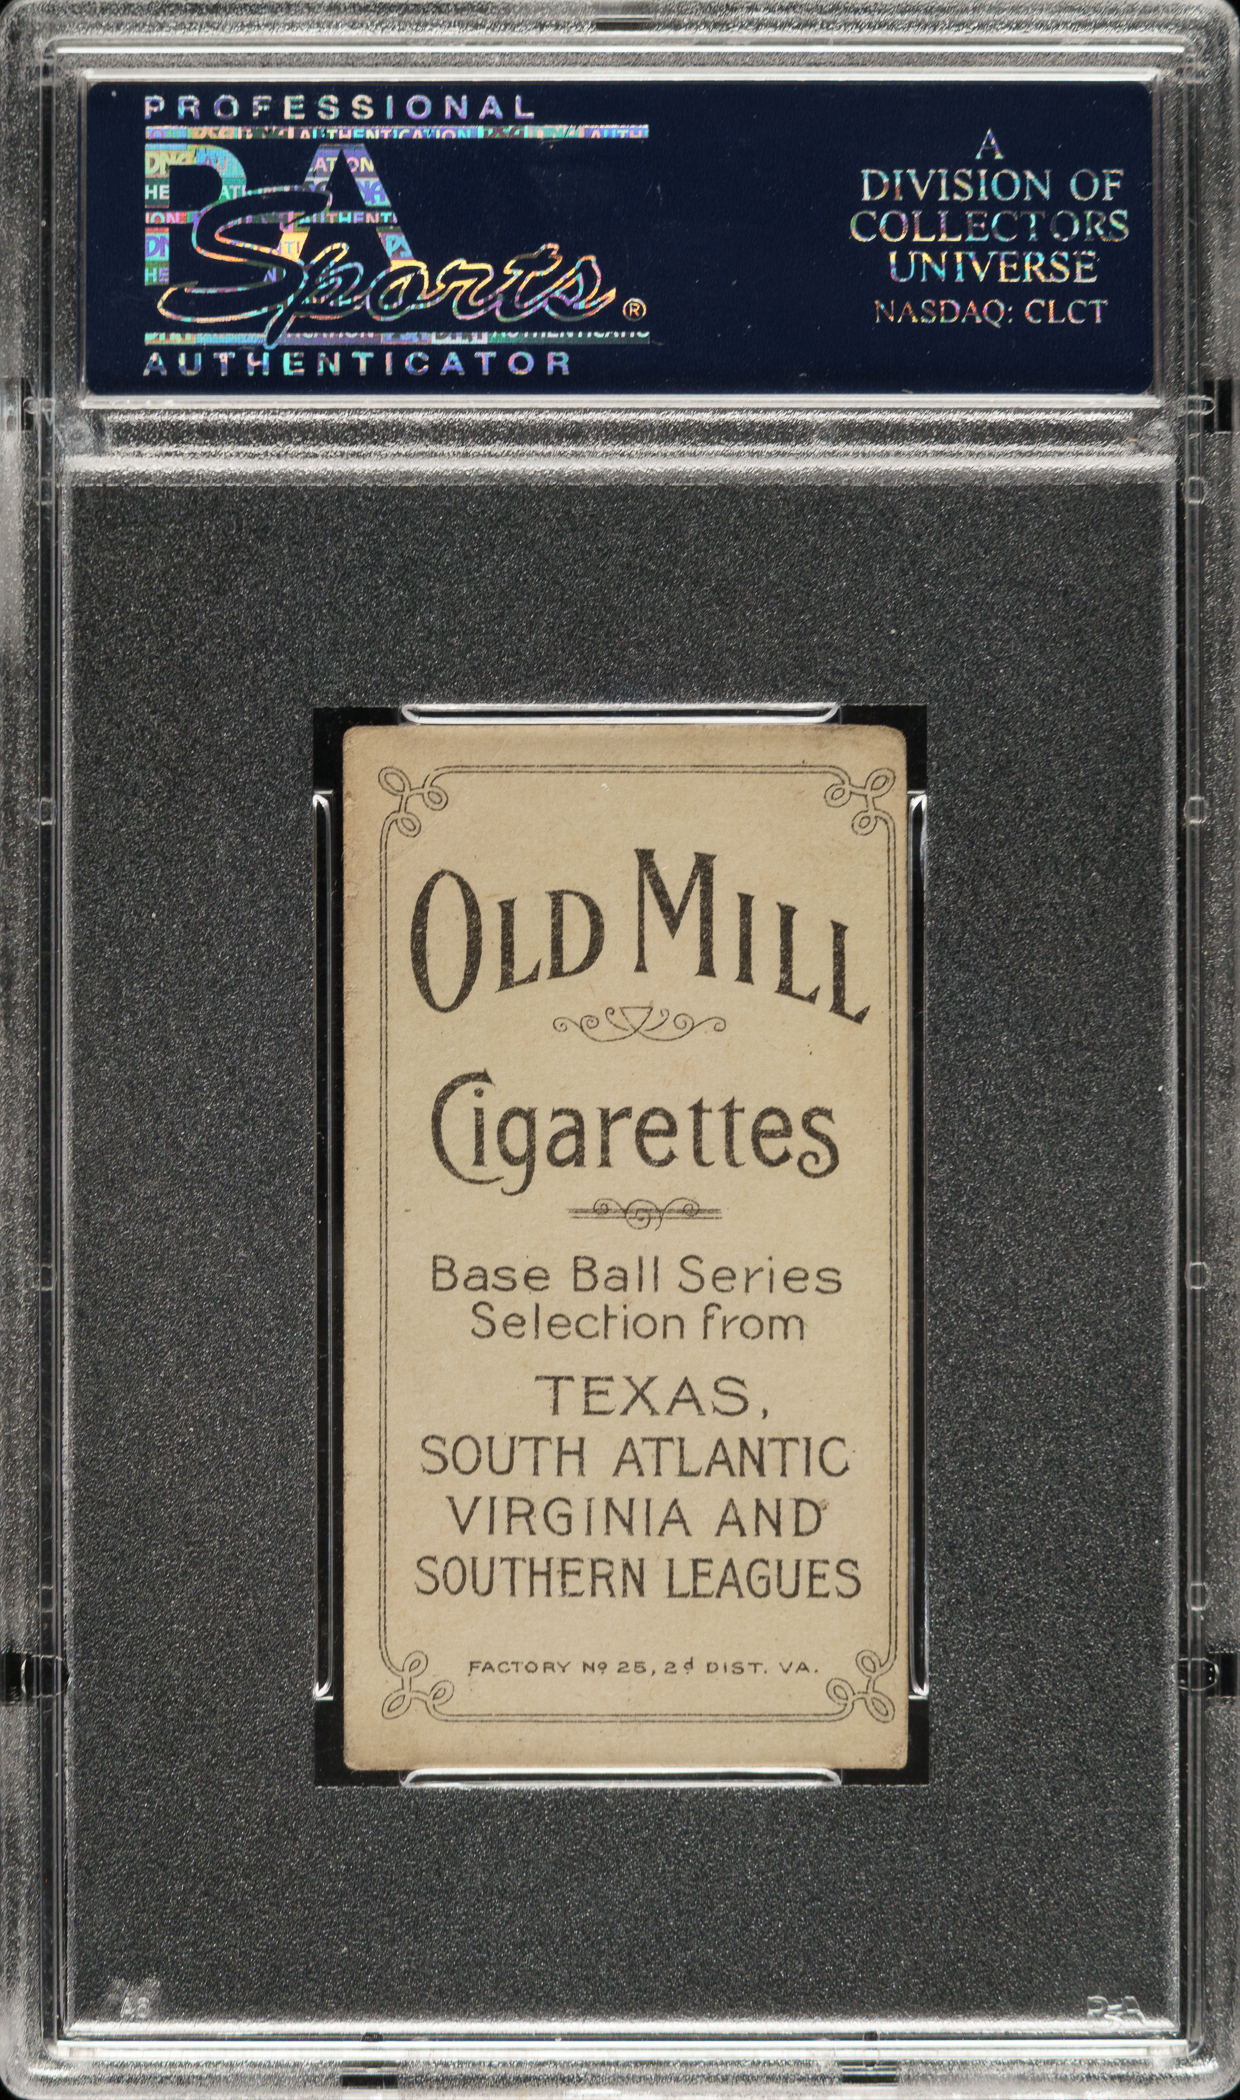 PROFESSIONAL
PSA
Sports®
AUTHENTICATOR
A
DIVISION OF
COLLECTORS
UNIVERSE
NASDAQ: CLCT
OLD MILL
Cigarettes
Base Ball Series
Selection from
TEXAS,
SOUTH ATLANTIC
VIRGINIA AND
SOUTHERN LEAGUES
FACTORY Nº 25, 2d DIST. VA.
PSA